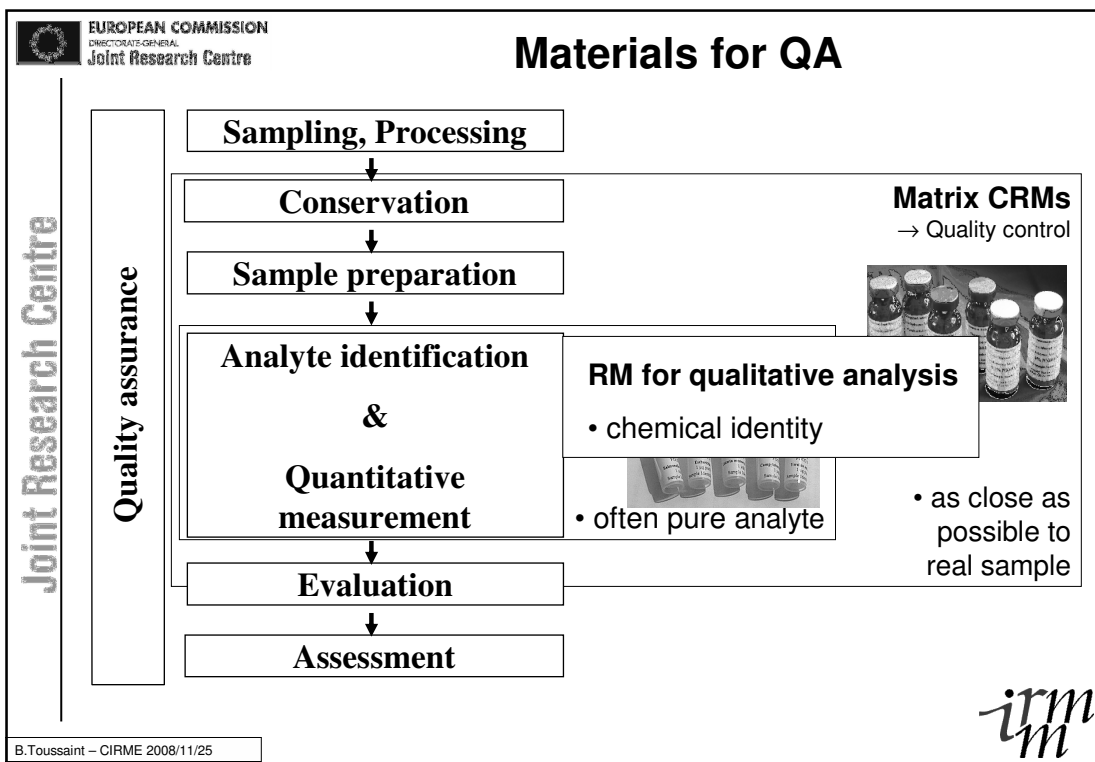 EUROPEAN COMMISSION
DIRECTORATE-GENERAL
Joint Research Centre
Materials for QA
Joint Research Centre
Quality assurance
Sampling, Processing
Conservation
Sample preparation
Analyte identification
&
Quantitative
measurement
Evaluation
Assessment
Matrix CRMs
→ Quality control
RM for qualitative analysis
• chemical identity
• often pure analyte
• as close as
possible to
real sample
B.Toussaint – CIRME 2008/11/25
irmm